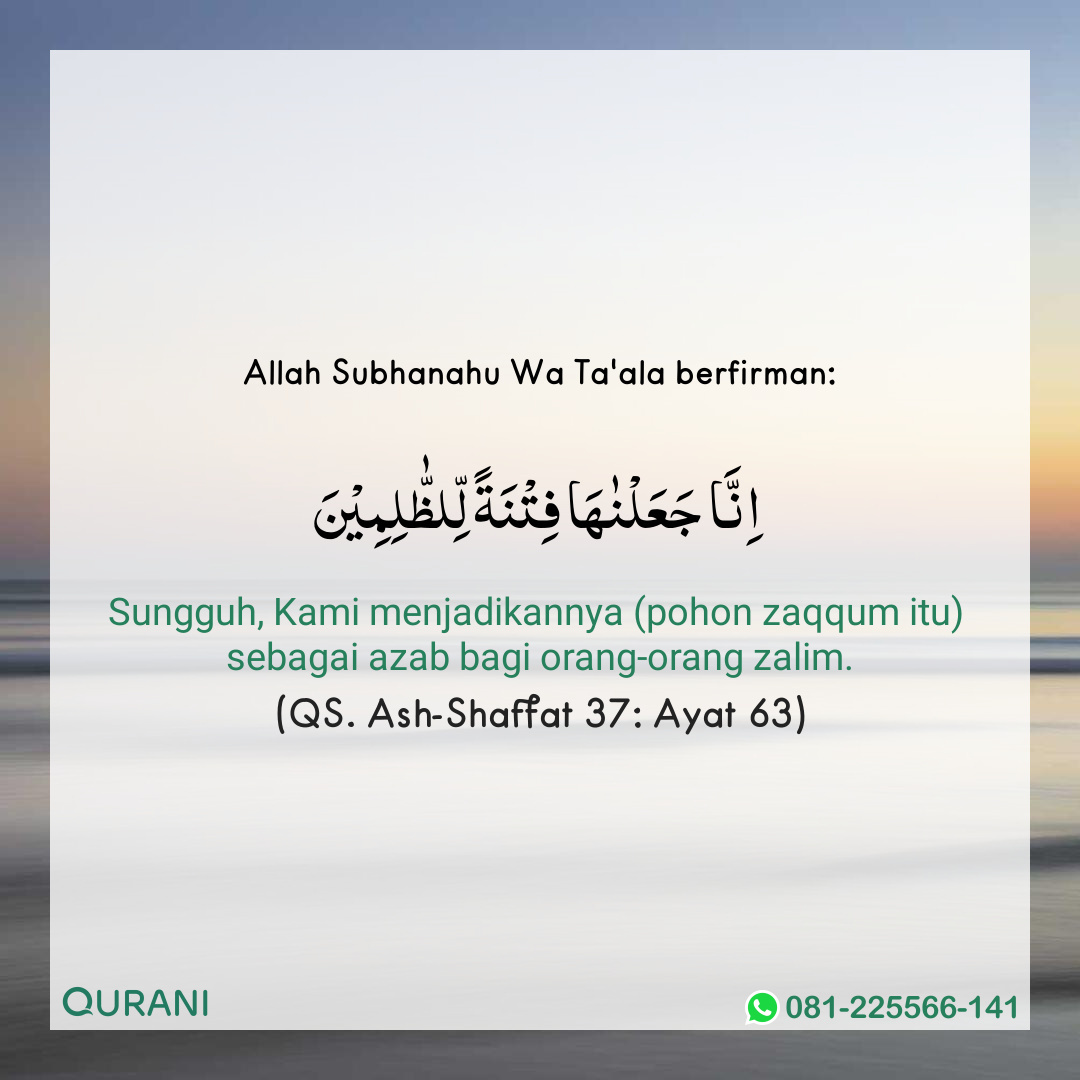 Allah Subhanahu Wa Ta'ala berfirman:
اِنَّا جَعَلْنٰهَا فِتْنَةً لِّلظّٰلِمِيْنَ
Sungguh, Kami menjadikannya (pohon zaqqum itu)
sebagai azab bagi orang-orang zalim.
(QS. Ash-Shaffat 37: Ayat 63)
QURANI
081-225566-141